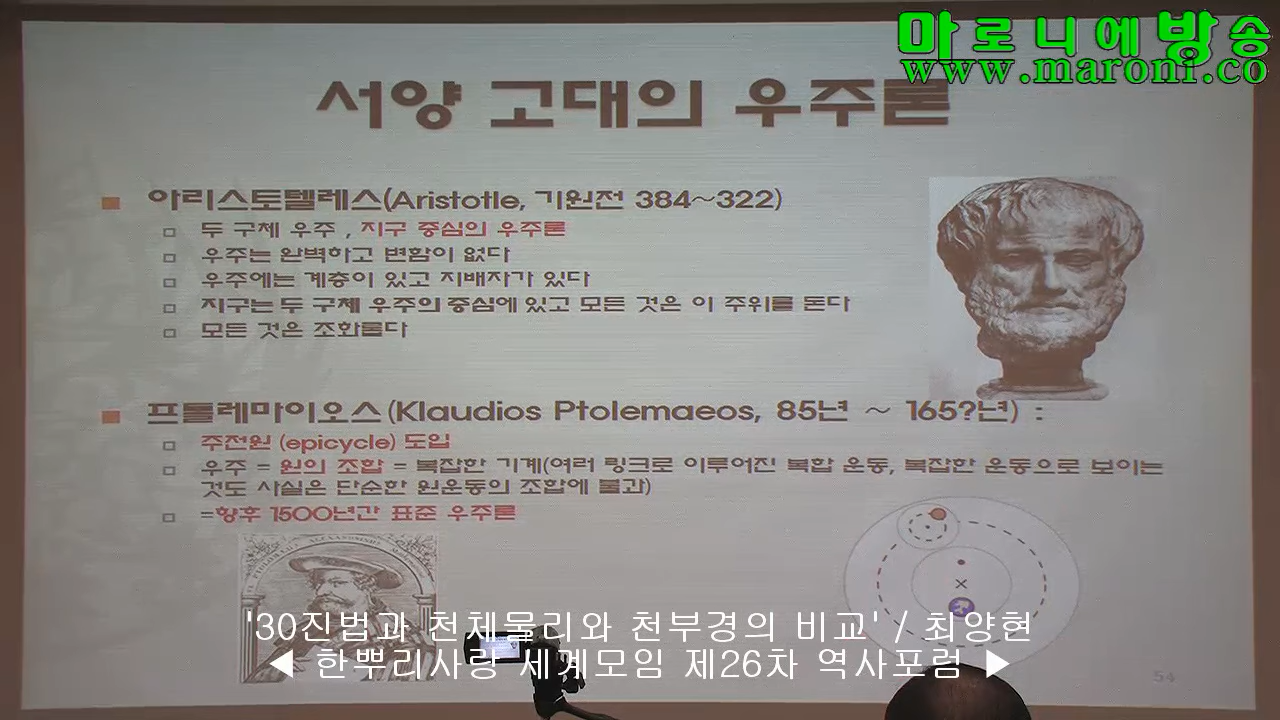 마로니에방송
www.maroni.co
서양 고대의 우주론
아리스토텔레스(Aristotle, 기원전 384~322)
두 구체 우주 , 지구 중심의 우주론
우주는 완벽하고 변함이 없다
우주에는 계층이 있고 지배자가 있다
지구는 두 구체 우주의 중심에 있고 모든 것은 이 주위를 돈다
모든 것은 조화롭다
프톨레마이오스(Klaudios Ptolemaeos, 85년 ~ 165?년) :
주전원 (epicycle) 도입
우주 = 원의 조합 = 복잡한 기계(여러 링크로 이루어진 복합 운동, 복잡한 운동으로 보이는
것도 사실은 단순한 원운동의 조합에 불과)
=향후 1500년간 표준 우주론
'30진법과 천체물리와 천부경의 비교' / 최양현
◀ 한뿌리사랑 세계모임 제26차 역사포럼 ▶
54